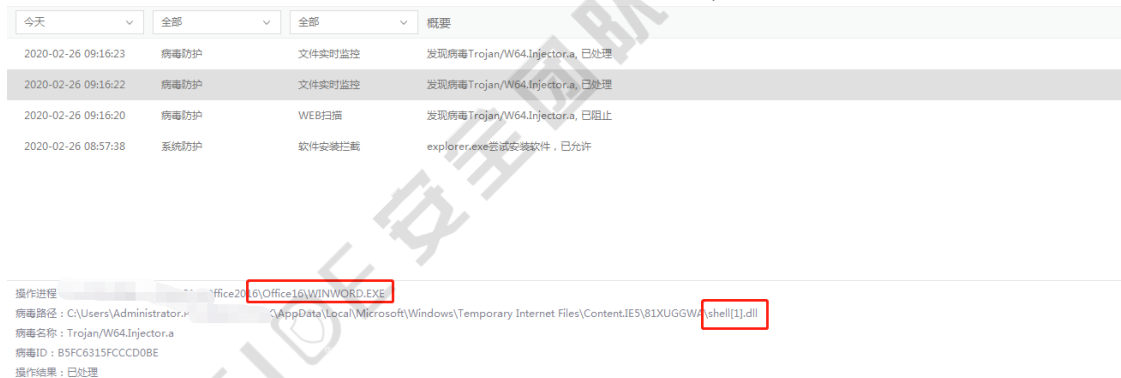 今天 全部 全部 概要
2020-02-26 09:16:23 病毒防护 文件实时监控 发现病毒Trojan/W64.Injector.a, 已处理
2020-02-26 09:16:22 病毒防护 文件实时监控 发现病毒Trojan/W64.Injector.a, 已处理
2020-02-26 09:16:20 病毒防护 WEB扫描 发现病毒Trojan/W64.Injector.a, 已阻止
2020-02-26 08:57:38 系统防护 软件安装拦截 explorer.exe尝试安装软件，已允许
操作进程 ffice2016\Office16\WINWORD.EXE
病毒路径：C:\Users\Administrator. \AppData\Local\Microsoft\Windows\Temporary Internet Files\Content.IE5\81XUGGWA\shell[1].dll
病毒名称：Trojan/W64.Injector.a
病毒ID：B5FC6315FCCCD0BE
操作结果：已处理
安全团队